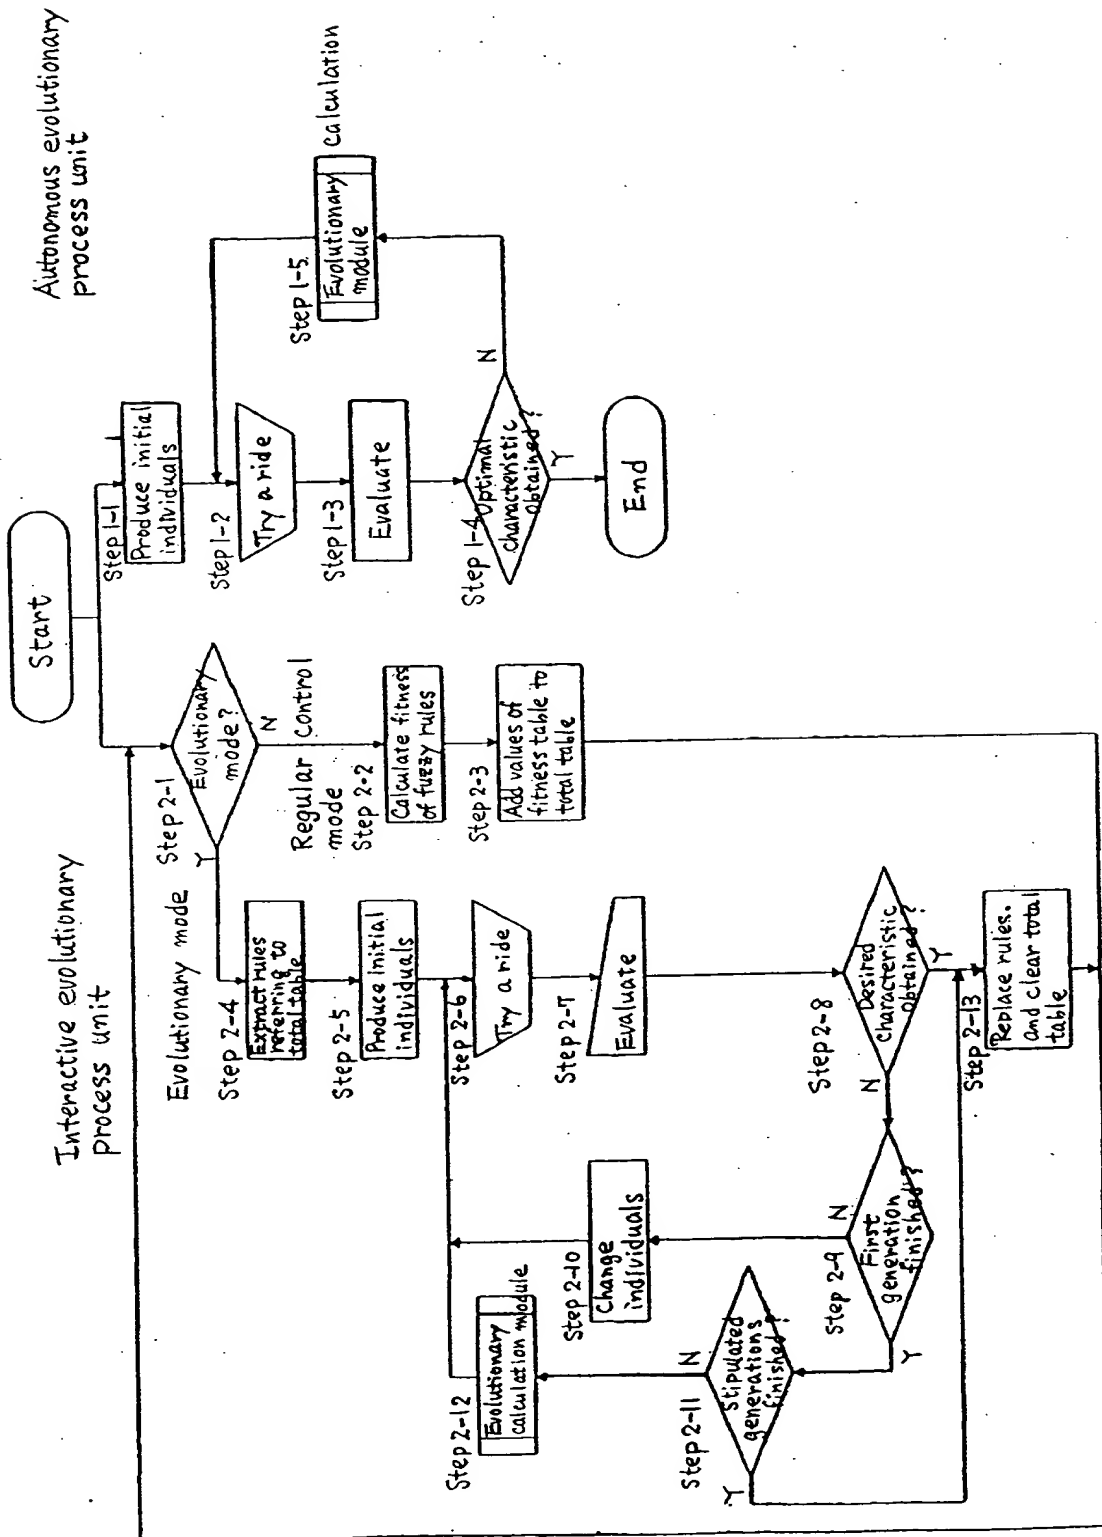 Start
Interactive evolutionary
process unit
Autonomous evolutionary
process unit
Step 2-1
Evolutionary
mode?
Y
N
Evolutionary mode
Regular control
mode
Step 2-2
Calculate fitness
of fuzzy rules
Step 2-3
Add values of
fitness table to
total table
Step 2-4
Extract rules
referring to
total table
Step 2-5
Produce initial
individuals
Step 2-6
Try a ride
Step 2-7
Evaluate
Step 2-8
Desired
characteristic
obtained?
N
Y
Step 2-9
First
generation
finished?
N
Y
Step 2-10
Change
individuals
Step 2-11
Stipulated
generations
finished?
N
Y
Step 2-12
Evolutionary
calculation module
Step 2-13
Replace rules.
and clear total
table
Step 1-1
Produce initial
individuals
Step 1-2
Try a ride
Step 1-3
Evaluate
Step 1-4
Optimal
characteristic
obtained?
N
Y
Step 1-5
Evolutionary
module
calculation
End